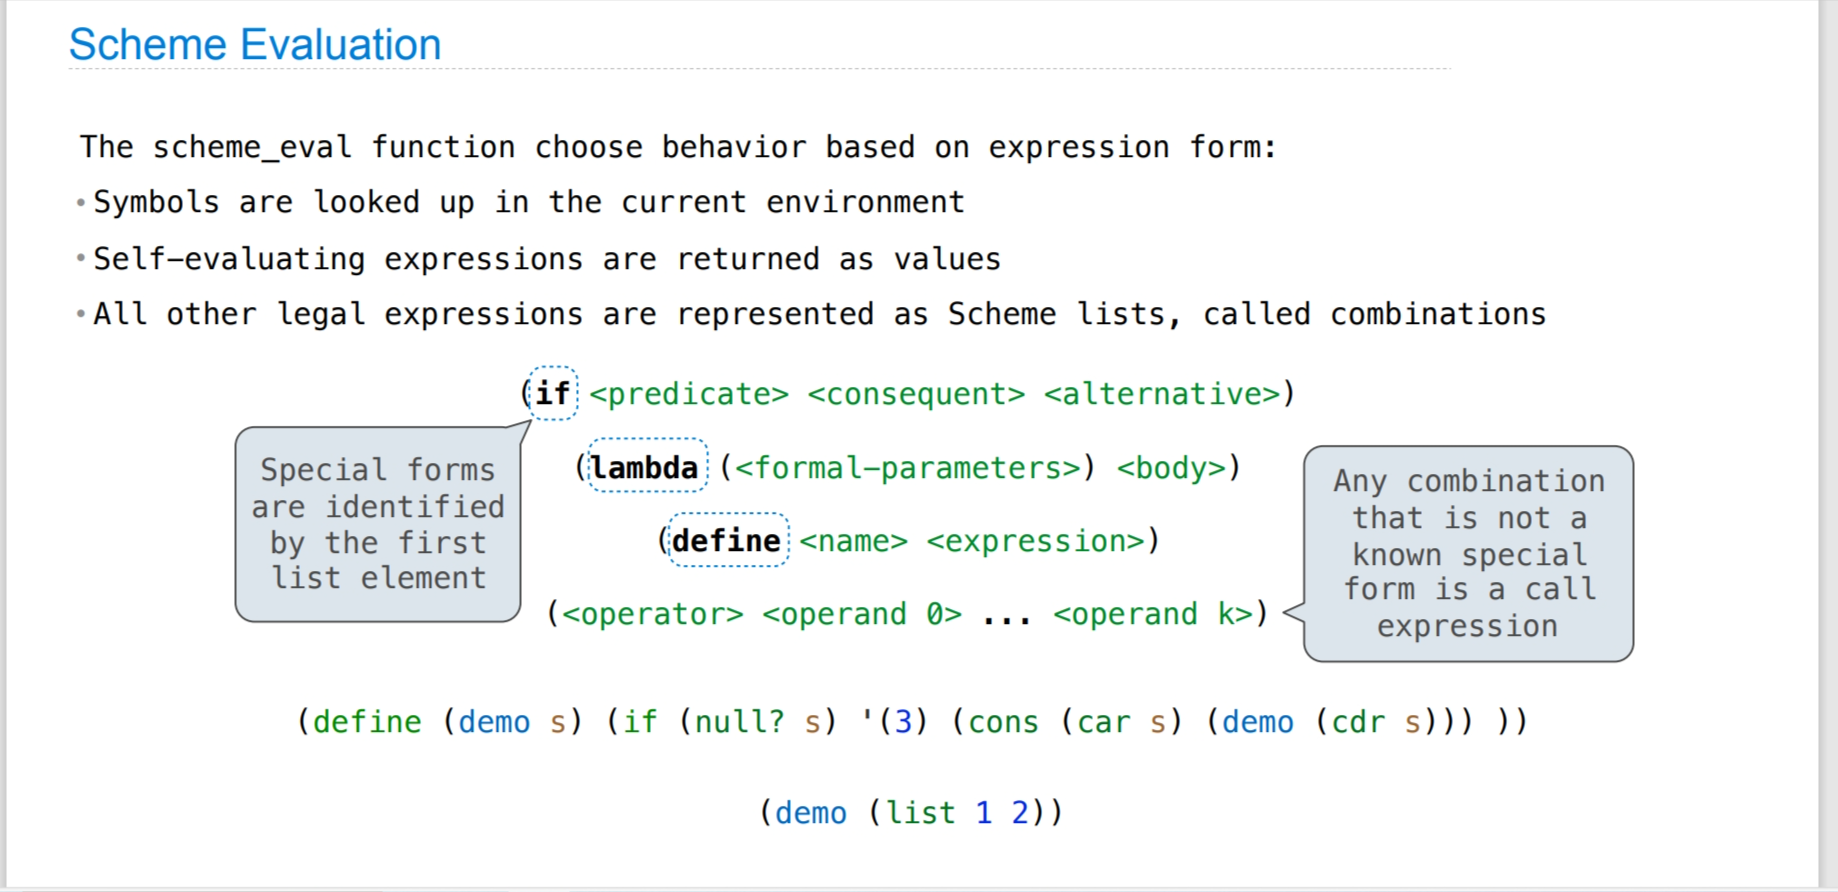 Scheme Evaluation
The scheme_eval function choose behavior based on expression form:
•Symbols are looked up in the current environment
•Self-evaluating expressions are returned as values
•All other legal expressions are represented as Scheme lists, called combinations
(if <predicate> <consequent> <alternative>)
(lambda (<formal-parameters>) <body>)
(define <name> <expression>)
(<operator> <operand 0> ... <operand k>)
Special forms
are identified
by the first
list element
Any combination
that is not a
known special
form is a call
expression
(define (demo s) (if (null? s) '(3) (cons (car s) (demo (cdr s))) ))
(demo (list 1 2))